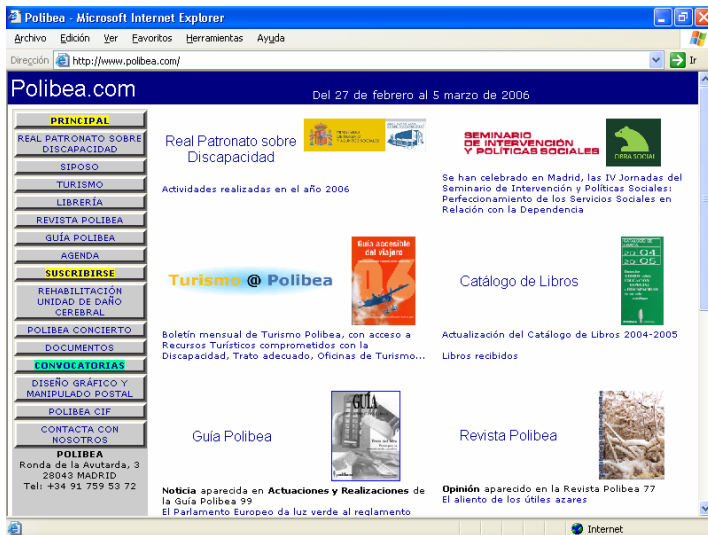 Polibea - Microsoft Internet Explorer
Archivo Edición Ver Favoritos Herramientas Ayuda
Dirección http://www.polibea.com/ Ir
Polibea.com
Del 27 de febrero al 5 marzo de 2006
PRINCIPAL
REAL PATRONATO SOBRE
DISCAPACIDAD
SIPOSO
TURISMO
LIBRERÍA
REVISTA POLIBEA
GUÍA POLIBEA
AGENDA
SUSCRIBIRSE
REHABILITACIÓN
UNIDAD DE DAÑO
CEREBRAL
POLIBEA CONCIERTO
DOCUMENTOS
CONVOCATORIAS
DISEÑO GRÁFICO Y
MANIPULADO POSTAL
POLIBEA CIF
CONTACTA CON
NOSOTROS
POLIBEA
Ronda de la Avutarda, 3
28043 MADRID
Tel: +34 91 759 53 72
Real Patronato sobre
Discapacidad
Actividades realizadas en el año 2006
SEMINARIO
DE INTERVENCIÓN
Y POLÍTICAS SOCIALES
OBRA SOCIAL
Se han celebrado en Madrid, las IV Jornadas del
Seminario de Intervención y Políticas Sociales:
Perfeccionamiento de los Servicios Sociales en
Relación con la Dependencia
Turismo @ Polibea
Guía accesible
del viajero
06
Boletín mensual de Turismo Polibea, con acceso a
Recursos Turísticos comprometidos con la
Discapacidad, Trato adecuado, Oficinas de Turismo...
Catálogo de Libros
20 04
20 05
Actualización del Catálogo de Libros 2004-2005
Libros recibidos
Guía Polibea
GUÍA
Noticia aparecida en Actuaciones y Realizaciones de
la Guía Polibea 99
El Parlamento Europeo da luz verde al reglamento
Revista Polibea
Opinión aparecido en la Revista Polibea 77
El aliento de los útiles azares
Internet